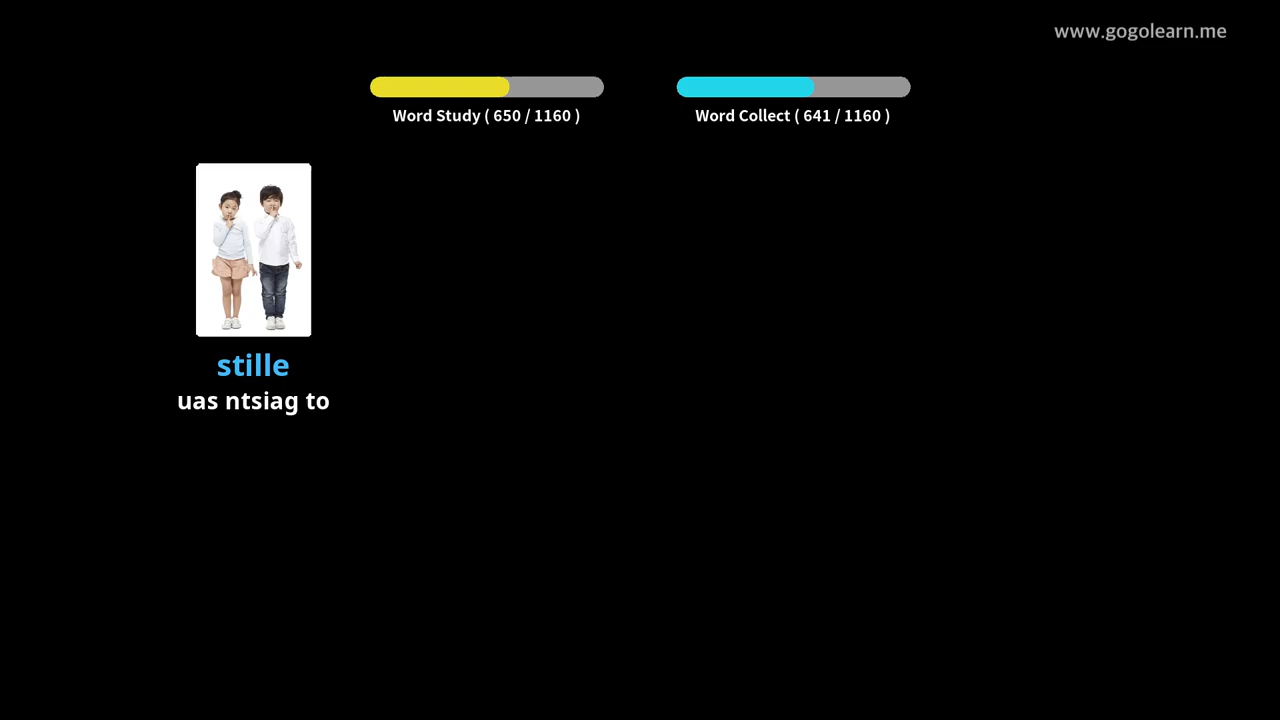 www.gogolearn.me
Word Study ( 650 / 1160 )
Word Collect ( 641 / 1160 )
stille
uas ntsiag to